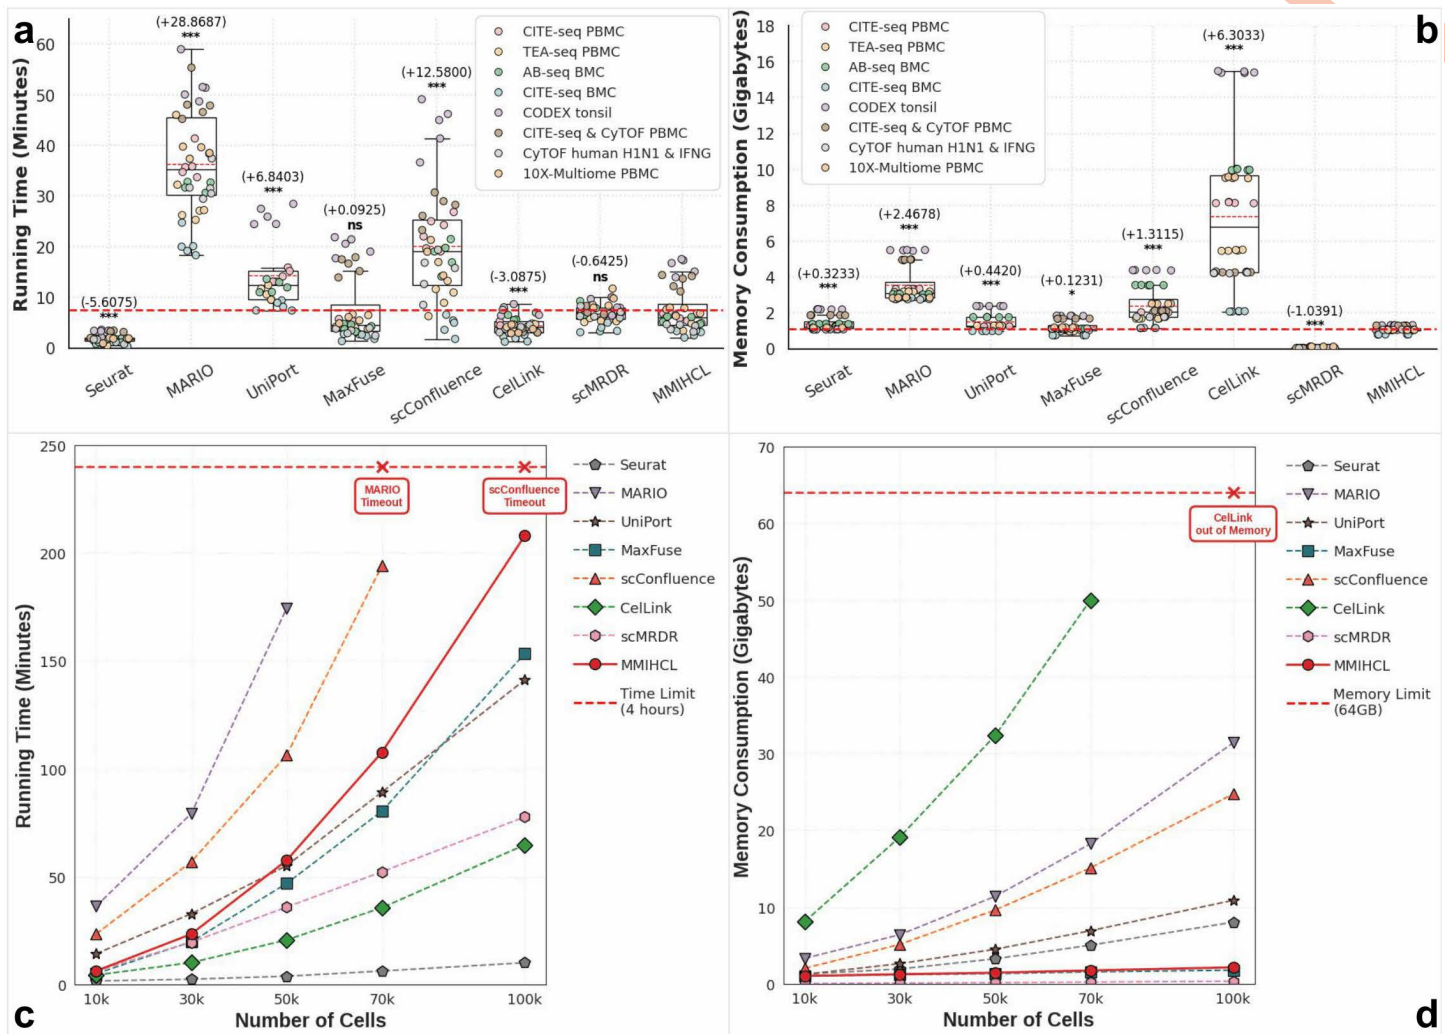 a
Running Time (Minutes)
60
50
40
30
20
10
0
(-5.6075)
***
(+28.8687)
***
(+6.8403)
***
(+0.0925)
ns
(+12.5800)
***
(-3.0875)
***
(-0.6425)
ns
CITE-seq PBMC
TEA-seq PBMC
AB-seq BMC
CITE-seq BMC
CODEX tonsil
CITE-seq & CyTOF PBMC
CyTOF human H1N1 & IFNG
10X-Multiome PBMC
Seurat
MARIO
UniPort
MaxFuse
scConfluence
CelLink
scMRDR
MMIHCL
b
Memory Consumption (Gigabytes)
18
16
14
12
10
8
6
4
2
0
CITE-seq PBMC
TEA-seq PBMC
AB-seq BMC
CITE-seq BMC
CODEX tonsil
CITE-seq & CyTOF PBMC
CyTOF human H1N1 & IFNG
10X-Multiome PBMC
(+0.3233)
***
(+2.4678)
***
(+0.4420)
***
(+0.1231)
*
(+1.3115)
***
(+6.3033)
***
(-1.0391)
***
Seurat
MARIO
UniPort
MaxFuse
scConfluence
CelLink
scMRDR
MMIHCL
c
Running Time (Minutes)
250
200
150
100
50
0
MARIO
Timeout
scConfluence
Timeout
10k
30k
50k
70k
100k
Number of Cells
Seurat
MARIO
UniPort
MaxFuse
scConfluence
CelLink
scMRDR
MMIHCL
Time Limit
(4 hours)
d
Memory Consumption (Gigabytes)
70
60
50
40
30
20
10
0
CelLink
out of Memory
10k
30k
50k
70k
100k
Number of Cells
Seurat
MARIO
UniPort
MaxFuse
scConfluence
CelLink
scMRDR
MMIHCL
Memory Limit
(64GB)